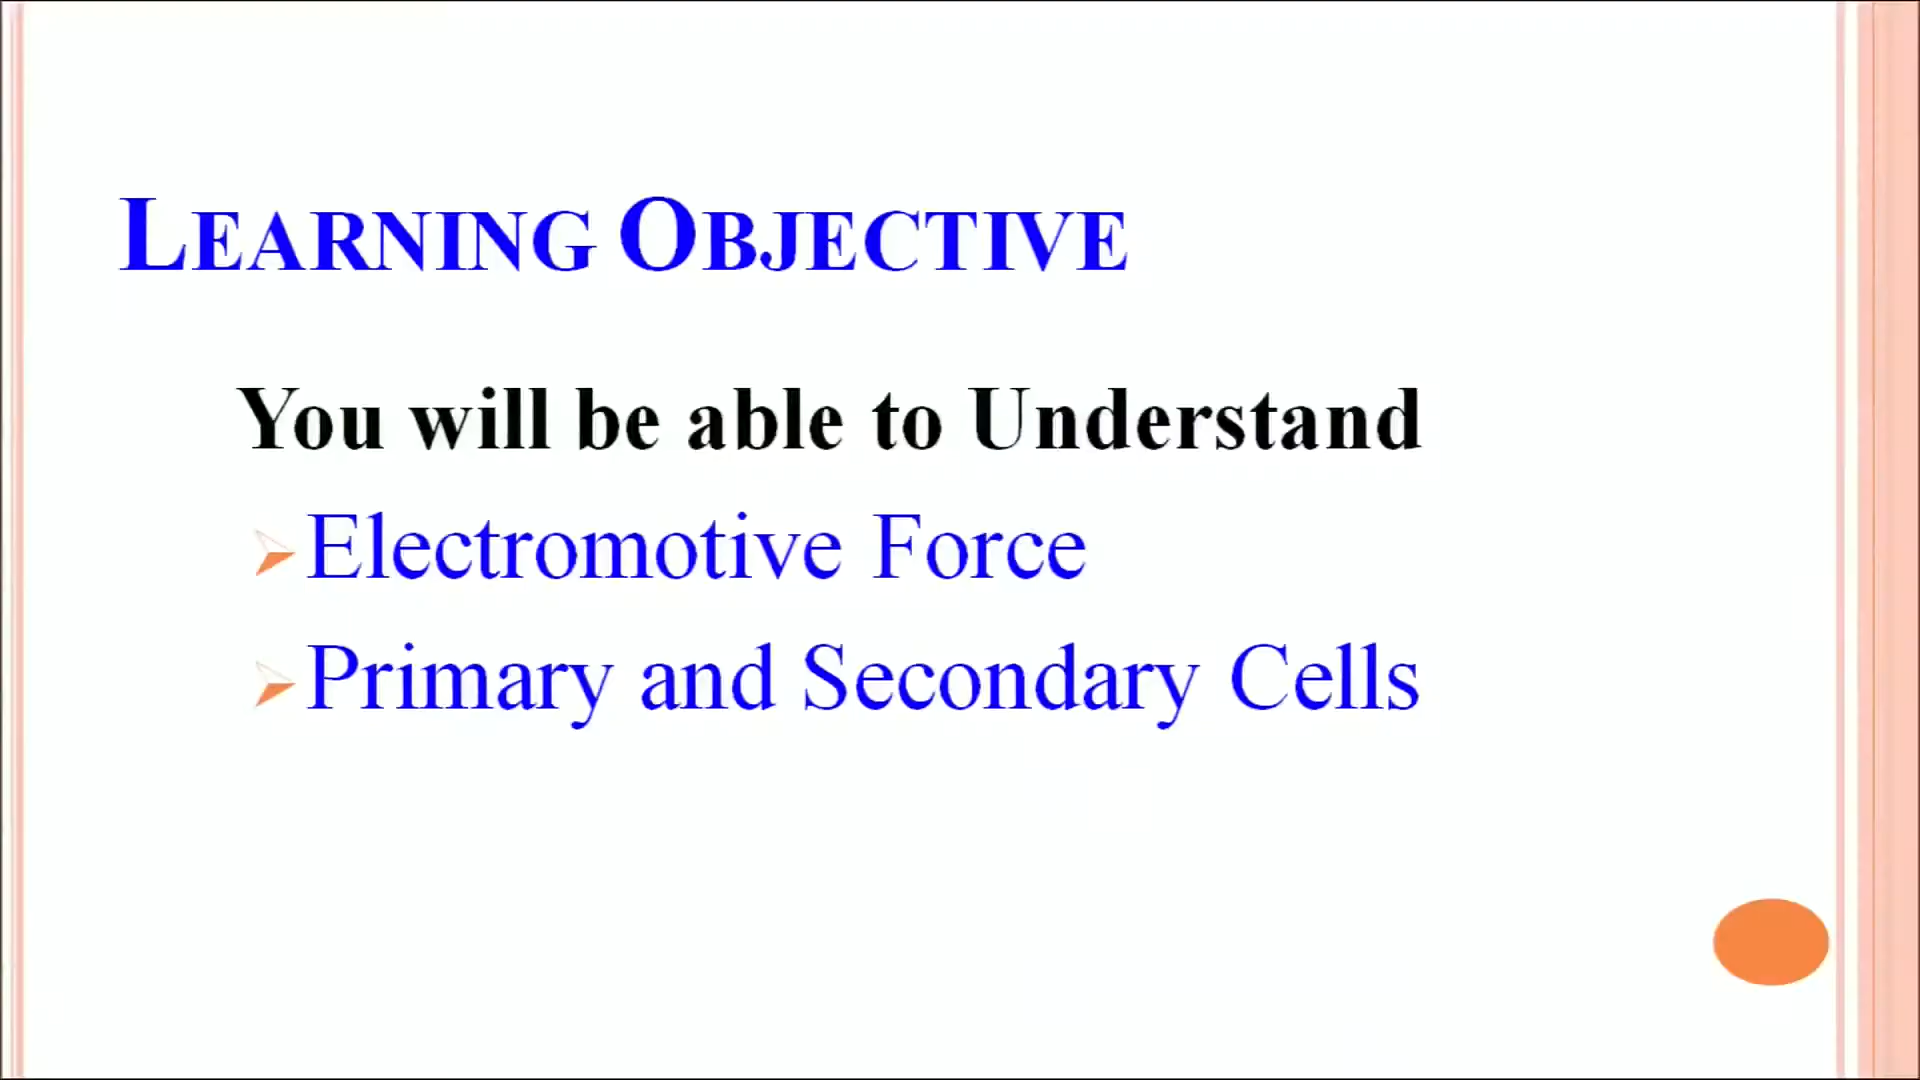 LEARNING OBJECTIVE
You will be able to Understand
Electromotive Force
Primary and Secondary Cells